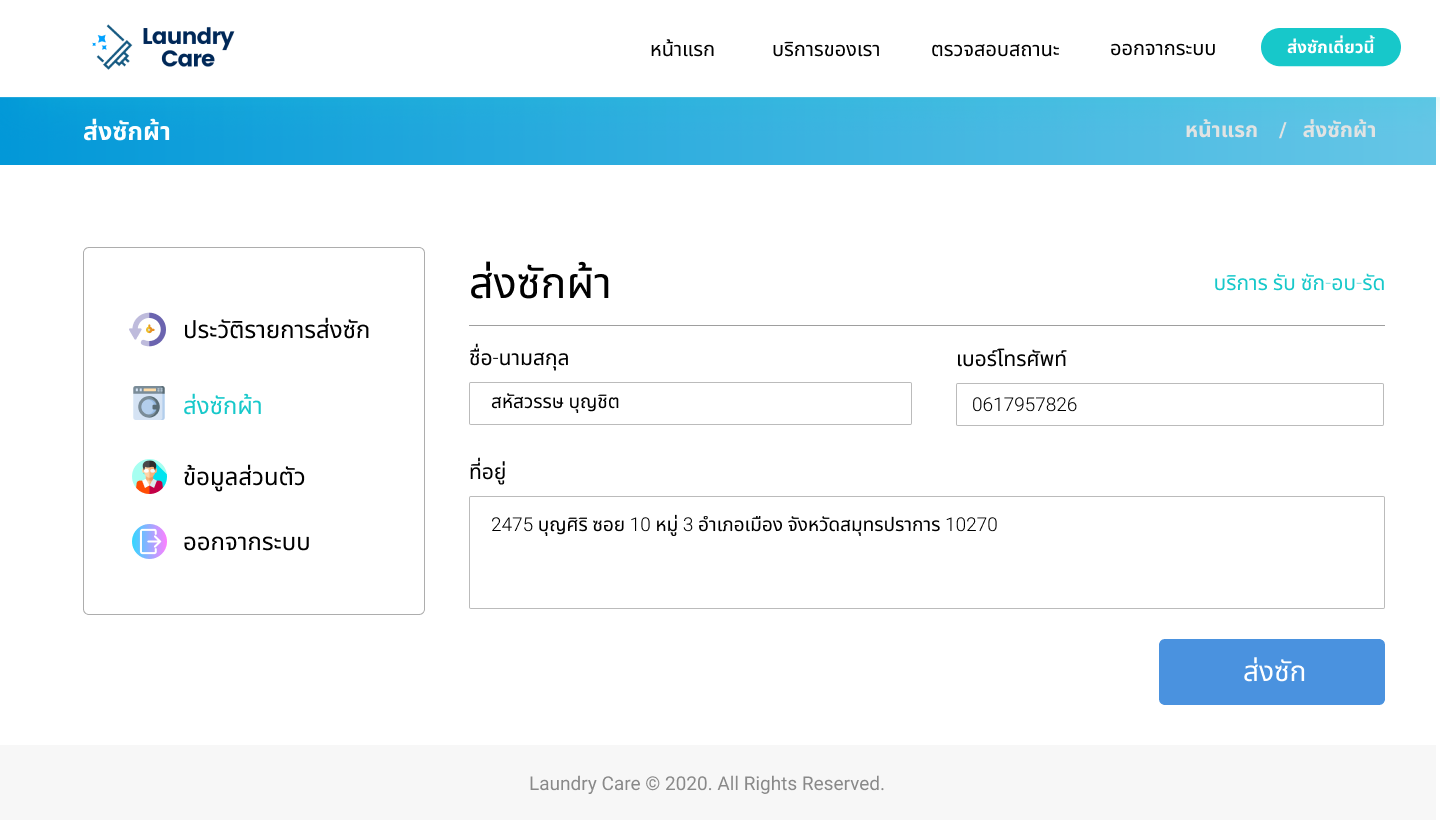 Laundry
Care
หน้าแรก
บริการของเรา
ตรวจสอบสถานะ
ออกจากระบบ
ส่งซักเดี่ยวนี้
ส่งซักผ้า
หน้าแรก / ส่งซักผ้า
ประวัติรายการส่งซัก
ส่งซักผ้า
ข้อมูลส่วนตัว
ออกจากระบบ
ส่งซักผ้า
บริการ รับ ซัก-อบ-รัด
ชื่อ-นามสกุล
เบอร์โทรศัพท์
สหัสวรรษ บุญชิต
0617957826
ที่อยู่
2475 บุญศิริ ซอย 10 หมู่ 3 อำเภอเมือง จังหวัดสมุทรปราการ 10270
ส่งซัก
Laundry Care © 2020. All Rights Reserved.